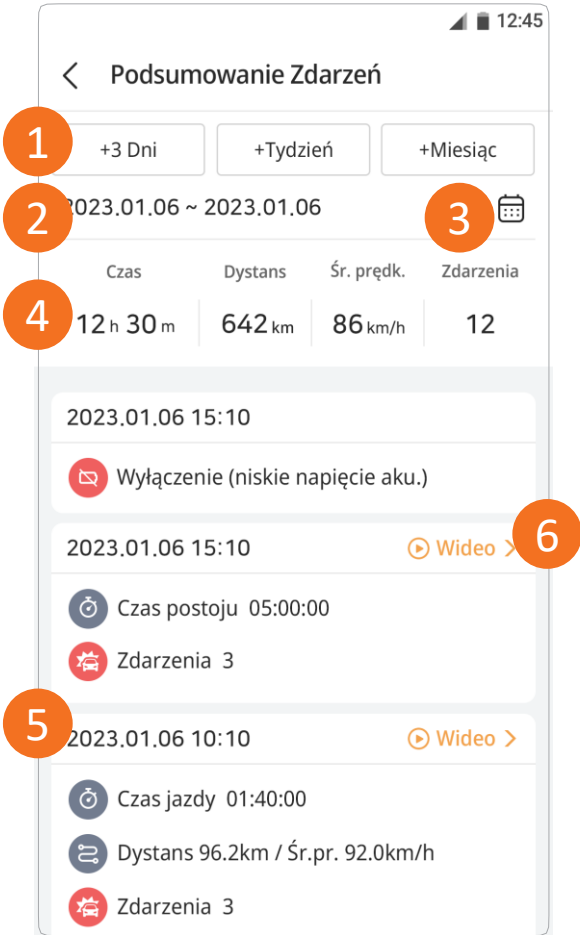 12:45
Podsumowanie Zdarzeń
1
+3 Dni +Tydzień +Miesiąc
2 023.01.06 ~ 2023.01.06 3
Czas Dystans Śr. prędk. Zdarzenia
4 12 h 30 m 642 km 86 km/h 12
2023.01.06 15:10
Wyłączenie (niskie napięcie aku.)
2023.01.06 15:10 Wideo 6
Czas postoju 05:00:00
Zdarzenia 3
5 2023.01.06 10:10 Wideo
Czas jazdy 01:40:00
Dystans 96.2km / Śr.pr. 92.0km/h
Zdarzenia 3